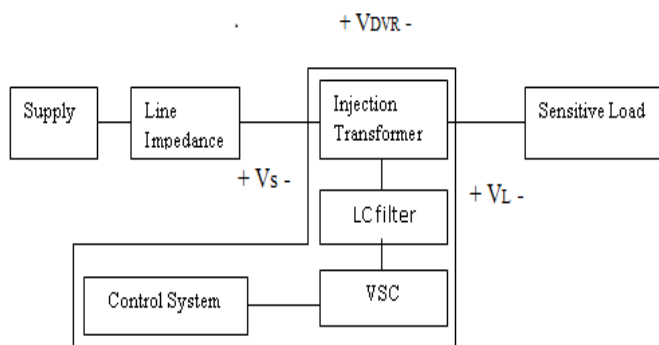 + VDVR -
Supply
Line
Impedance
Injection
Transformer
Sensitive Load
+ VS -
+ VL -
LC filter
Control System
VSC